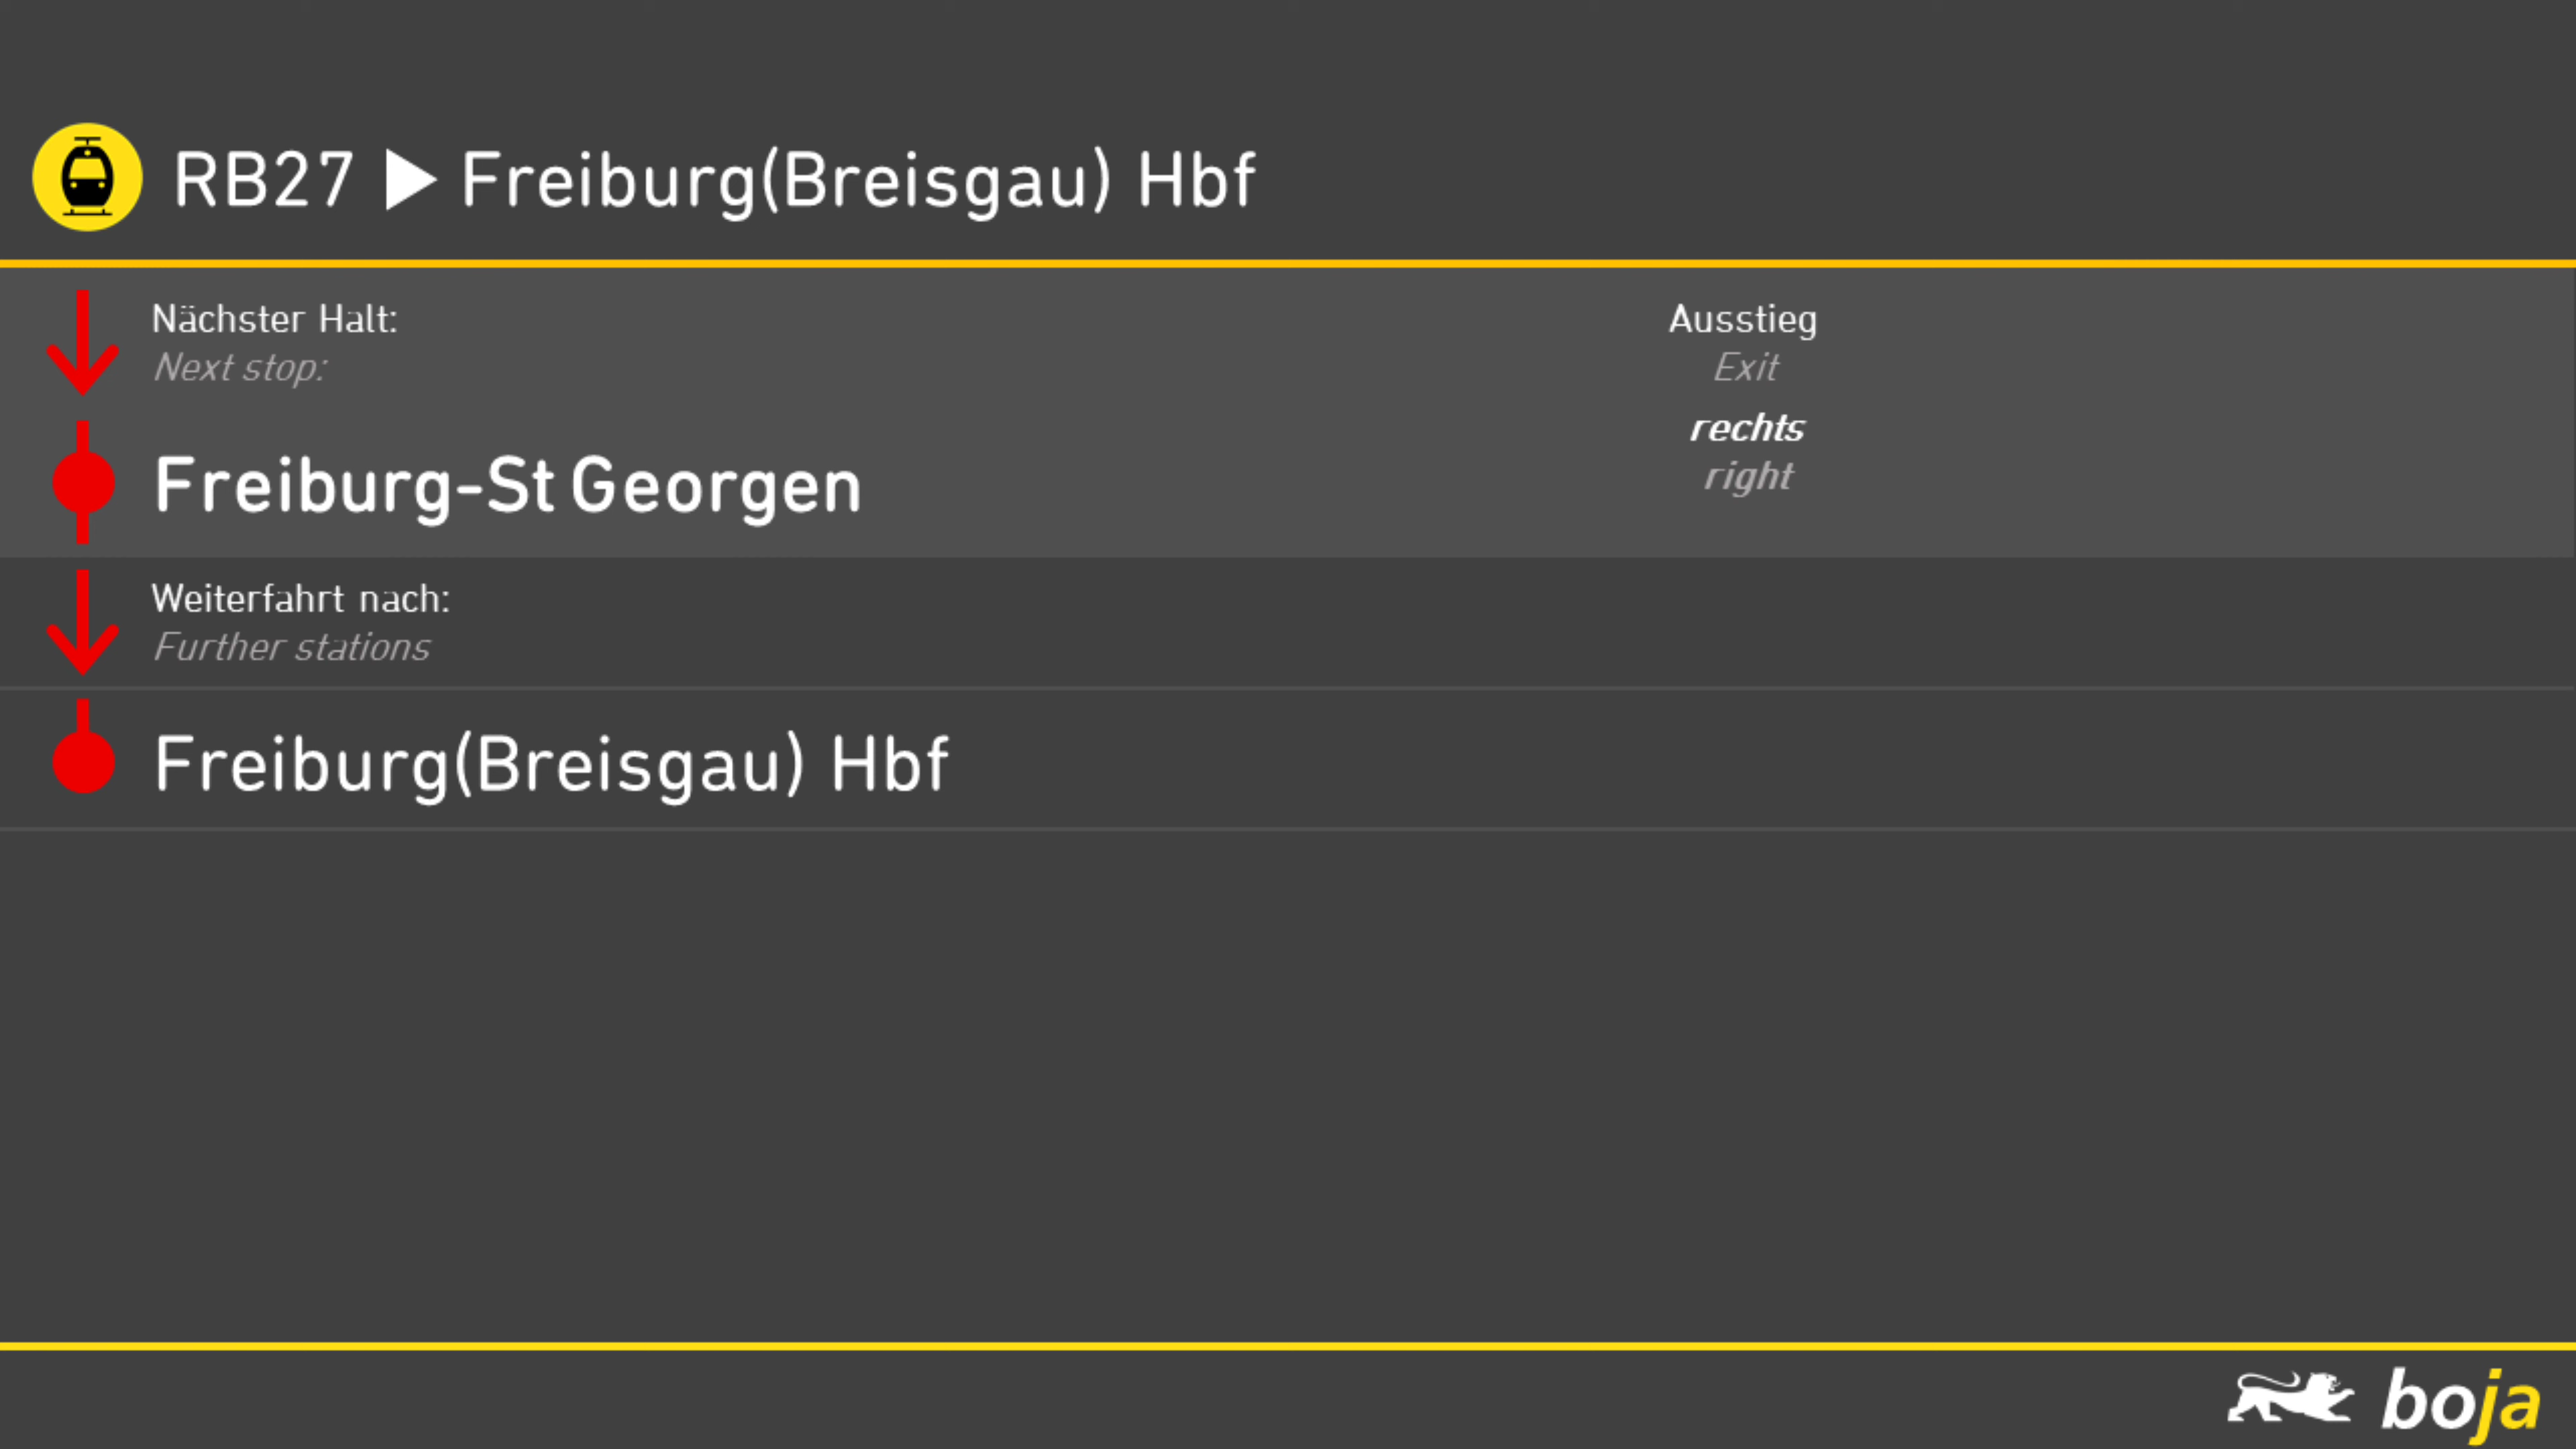 RB27 ▶ Freiburg(Breisgau) Hbf
Nächster Halt:
Next stop:
Ausstieg
Exit
rechts
right
Freiburg-St Georgen
Weiterfahrt nach:
Further stations
Freiburg(Breisgau) Hbf
boja